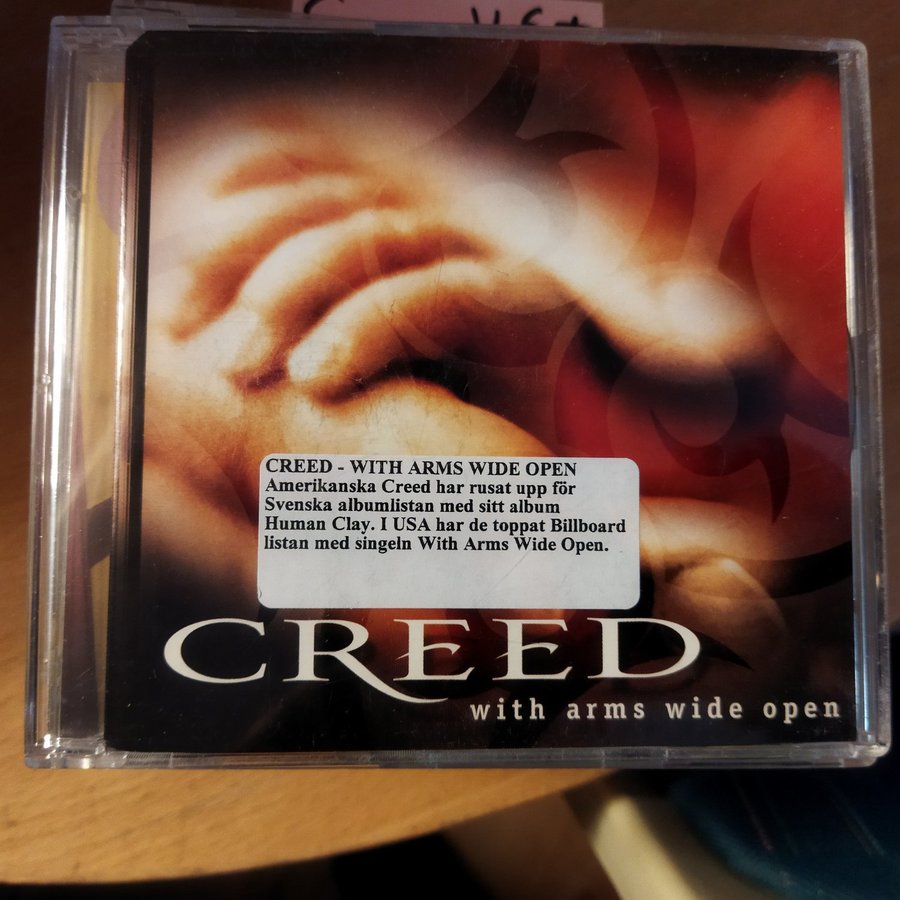 CREED - WITH ARMS WIDE OPEN
Amerikanska Creed har rusat upp för
Svenska albumlistan med sitt album
Human Clay. I USA har de toppat Billboard
listan med singeln With Arms Wide Open.
CREED
with arms wide open